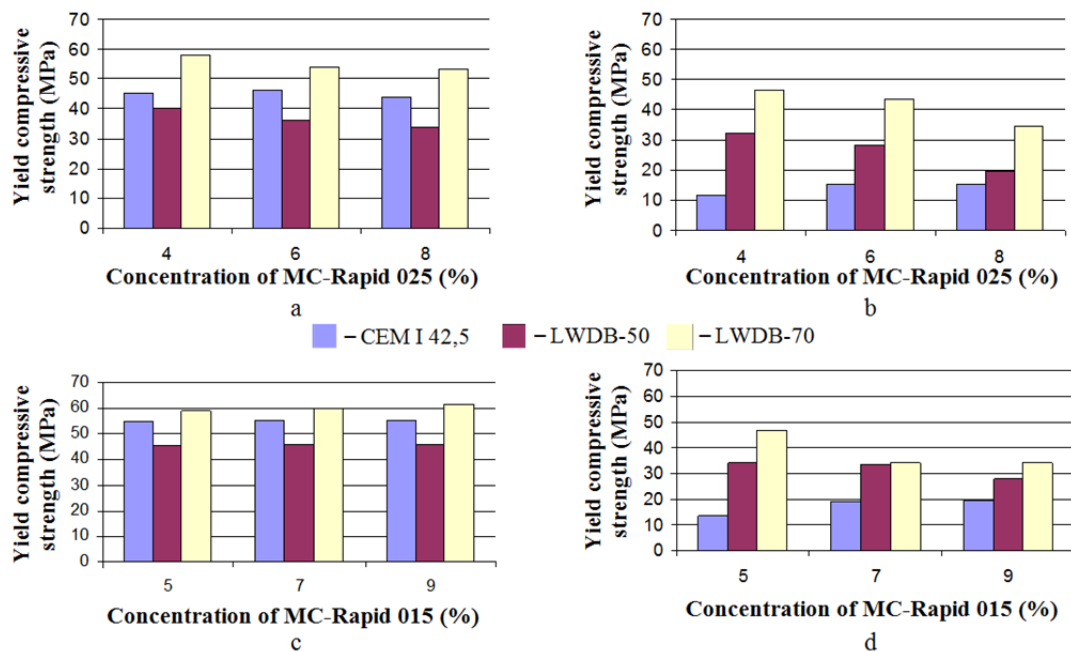 Yield compressive
strength (MPa)
70
60
50
40
30
20
10
0
4 6 8
Concentration of MC-Rapid 025 (%)
a
Yield compressive
strength (MPa)
70
60
50
40
30
20
10
0
4 6 8
Concentration of MC-Rapid 025 (%)
b
–CEM I 42,5 –LWDB-50 –LWDB-70
Yield compressive
strength (MPa)
70
60
50
40
30
20
10
0
5 7 9
Concentration of MC-Rapid 015 (%)
c
Yield compressive
strength (MPa)
70
60
50
40
30
20
10
0
5 7 9
Concentration of MC-Rapid 015 (%)
d